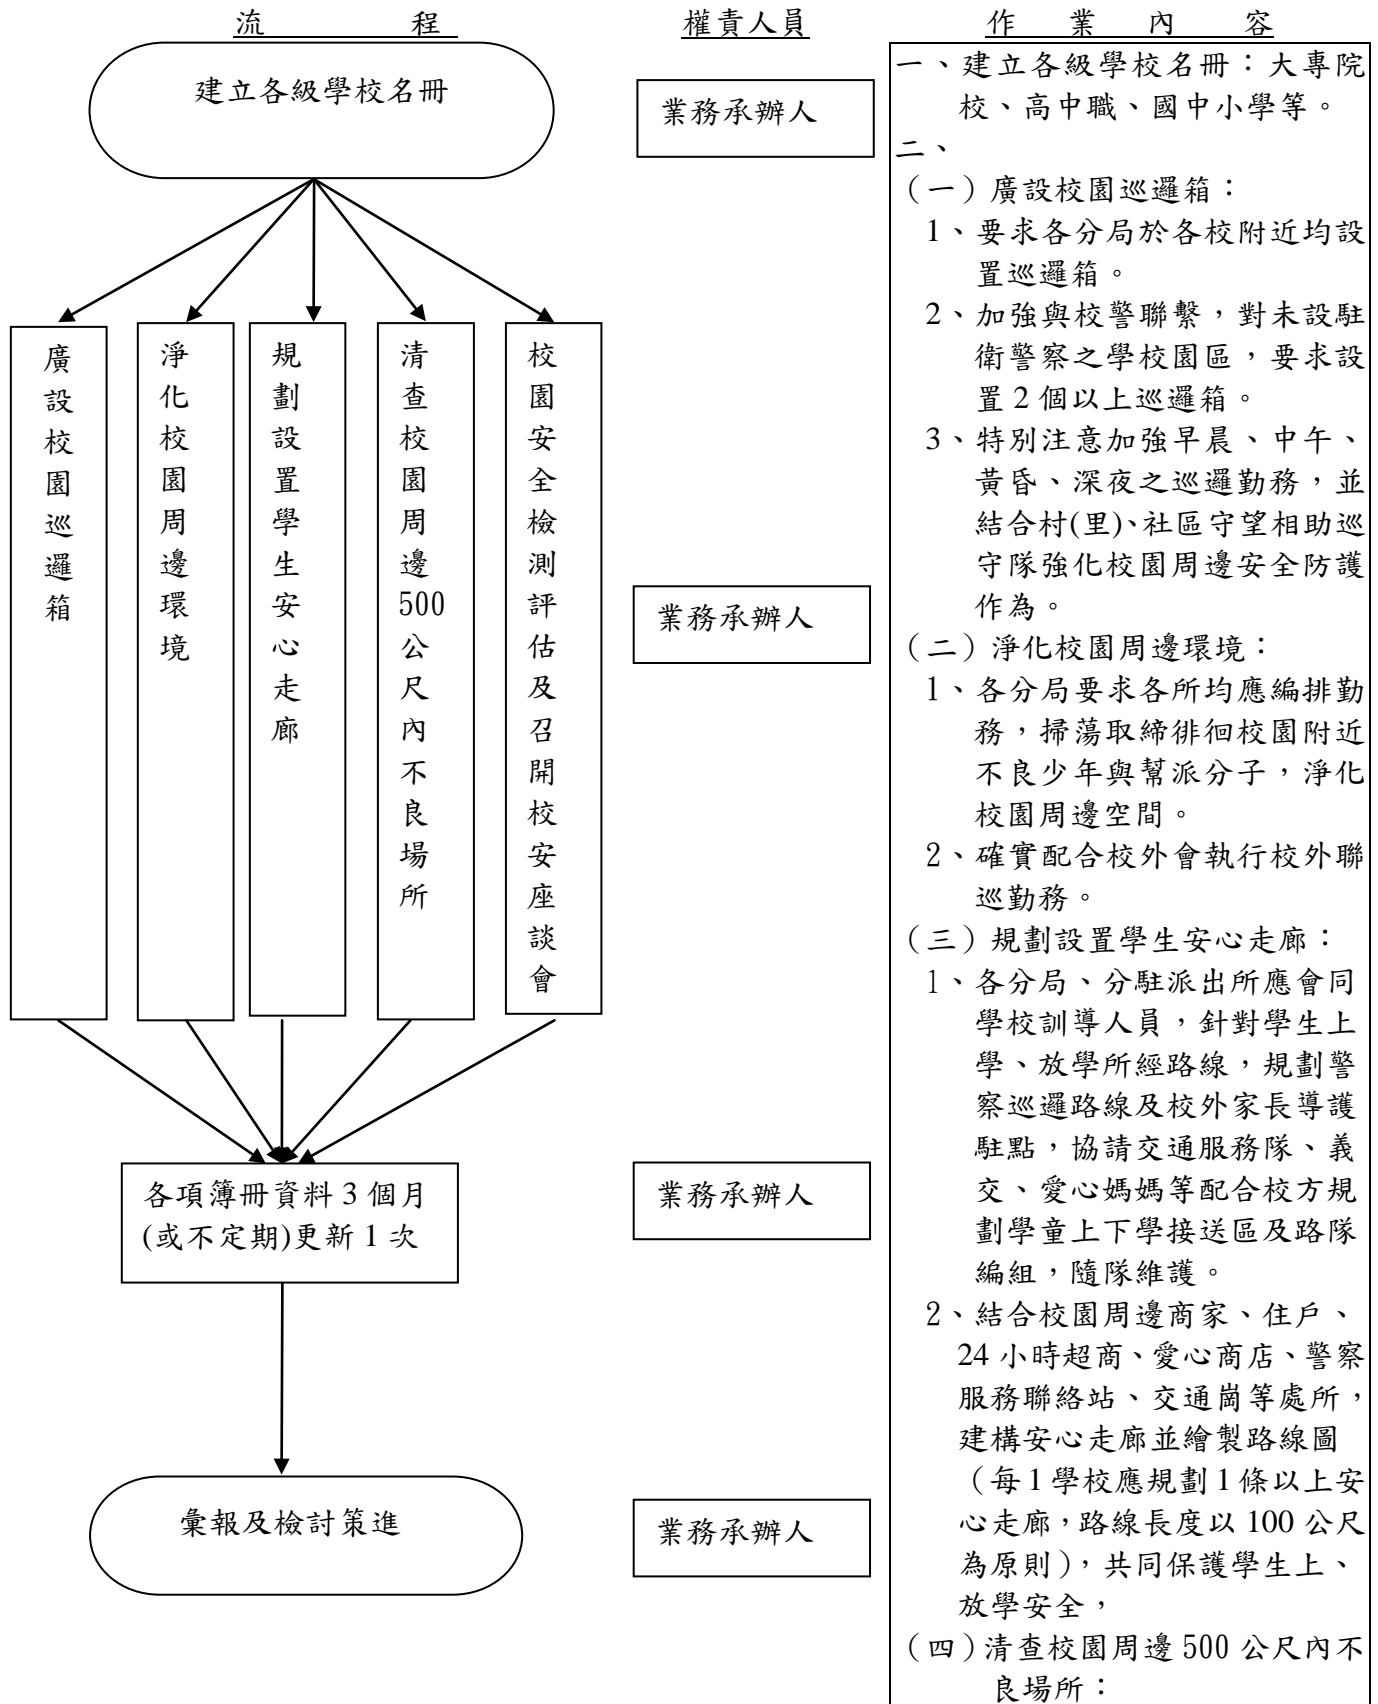 流程
權責人員
作業內容
建立各級學校名冊
業務承辦人
廣設校園巡邏箱
淨化校園周邊環境
規劃設置學生安心走廊
清查校園周邊500公尺內不良場所
校園安全檢測評估及召開校安座談會
業務承辦人
各項簿冊資料 3 個月
(或不定期)更新 1 次
業務承辦人
彙報及檢討策進
業務承辦人
一、建立各級學校名冊：大專院
校、高中職、國中小學等。
二、
（一）廣設校園巡邏箱：
1、要求各分局於各校附近均設
置巡邏箱。
2、加強與校警聯繫，對未設駐
衛警察之學校園區，要求設
置 2 個以上巡邏箱。
3、特別注意加強早晨、中午、
黃昏、深夜之巡邏勤務，並
結合村(里)、社區守望相助巡
守隊強化校園周邊安全防護
作為。
（二）淨化校園周邊環境：
1、各分局要求各所均應編排勤
務，掃蕩取締徘徊校園附近
不良少年與幫派分子，淨化
校園周邊空間。
2、確實配合校外會執行校外聯
巡勤務。
（三）規劃設置學生安心走廊：
1、各分局、分駐派出所應會同
學校訓導人員，針對學生上
學、放學所經路線，規劃警
察巡邏路線及校外家長導護
駐點，協請交通服務隊、義
交、愛心媽媽等配合校方規
劃學童上下學接送區及路隊
編組，隨隊維護。
2、結合校園周邊商家、住戶、
24 小時超商、愛心商店、警察
服務聯絡站、交通崗等處所，
建構安心走廊並繪製路線圖
（每 1 學校應規劃 1 條以上安
心走廊，路線長度以 100 公尺
為原則），共同保護學生上、
放學安全，
（四）清查校園周邊 500 公尺內不
良場所：